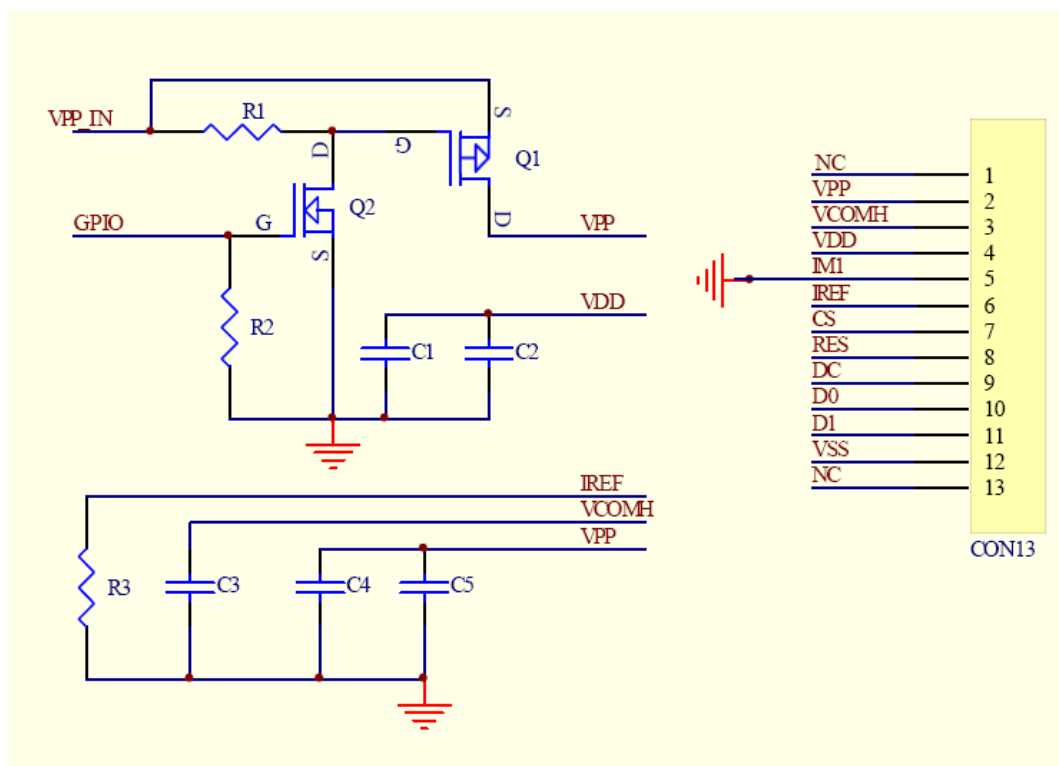 R1
VPP_IN
S
D
G
Q1
GPIO
G
Q2
S
D
VPP
R2
VDD
C1
C2
IREF
VCOMH
VPP
R3
C3
C4
C5
NC 1
VPP 2
VCOMH 3
VDD 4
IM1 5
IREF 6
CS 7
RES 8
DC 9
D0 10
D1 11
VSS 12
NC 13
CON13